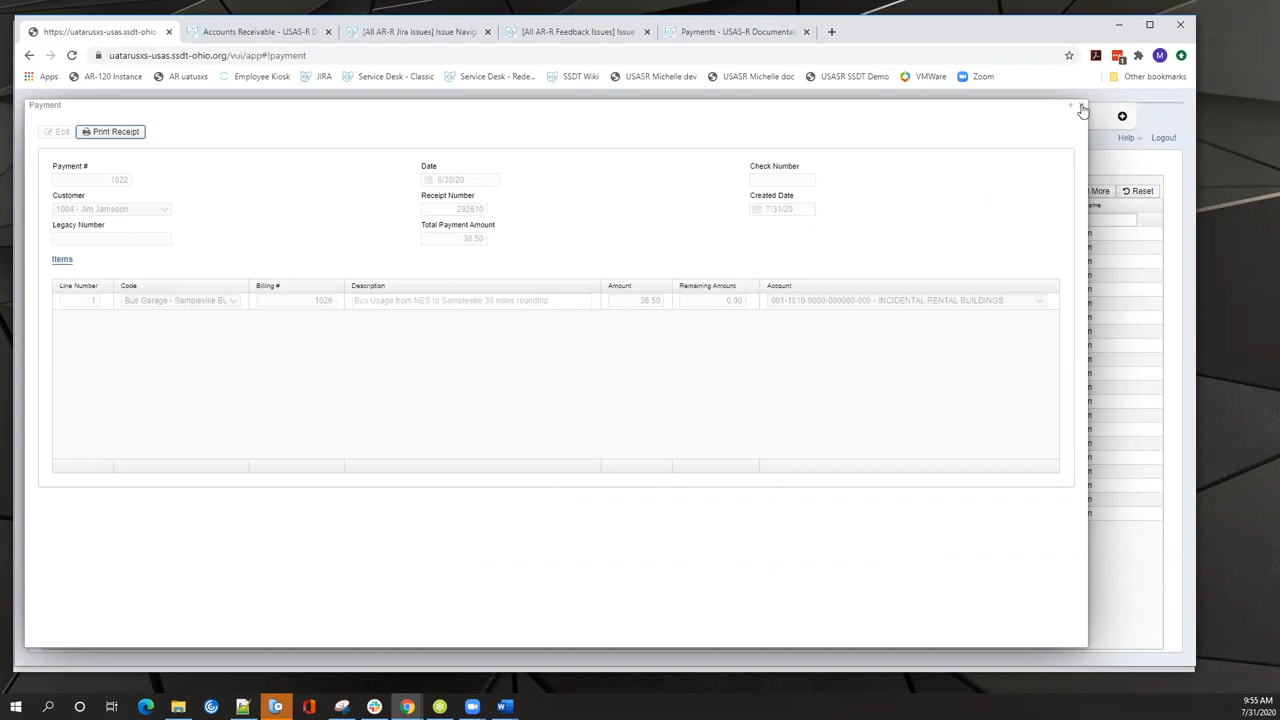 https://uatarusxs-usas.ssdt-ohio.
Accounts Receivable - USAS-R D
[All AR-R Jira issues] Issue Navig
[All AR-R Feedback Issues] Issue
Payments - USAS-R Documentat
uatarusxs-usas.ssdt-ohio.org/vui/app#!payment
M
Apps
AR-120 Instance
AR uatusxs
Employee Kiosk
JIRA
Service Desk - Classic
Service Desk - Rede...
SSDT Wiki
USASR Michelle dev
USASR Michelle doc
USASR SSDT Demo
VMWare
Zoom
Other bookmarks
Payment
Edit
Print Receipt
Help
Logout
Payment #
Date
Check Number
1022
6/30/20
Customer
Receipt Number
Created Date
More
Reset
1004 - Jim Jameson
292610
7/31/20
Legacy Number
Total Payment Amount
38.50
Items
Line Number
Code
Billing #
Description
Amount
Remaining Amount
Account
1
Bus Garage - Sampleville Bu
1026
Bus Usage from NES to Sampleville 30 miles roundtrip
38.50
0.00
001-1810-0000-000000-000 - INCIDENTAL RENTAL BUILDINGS
9:55 AM
7/31/2020